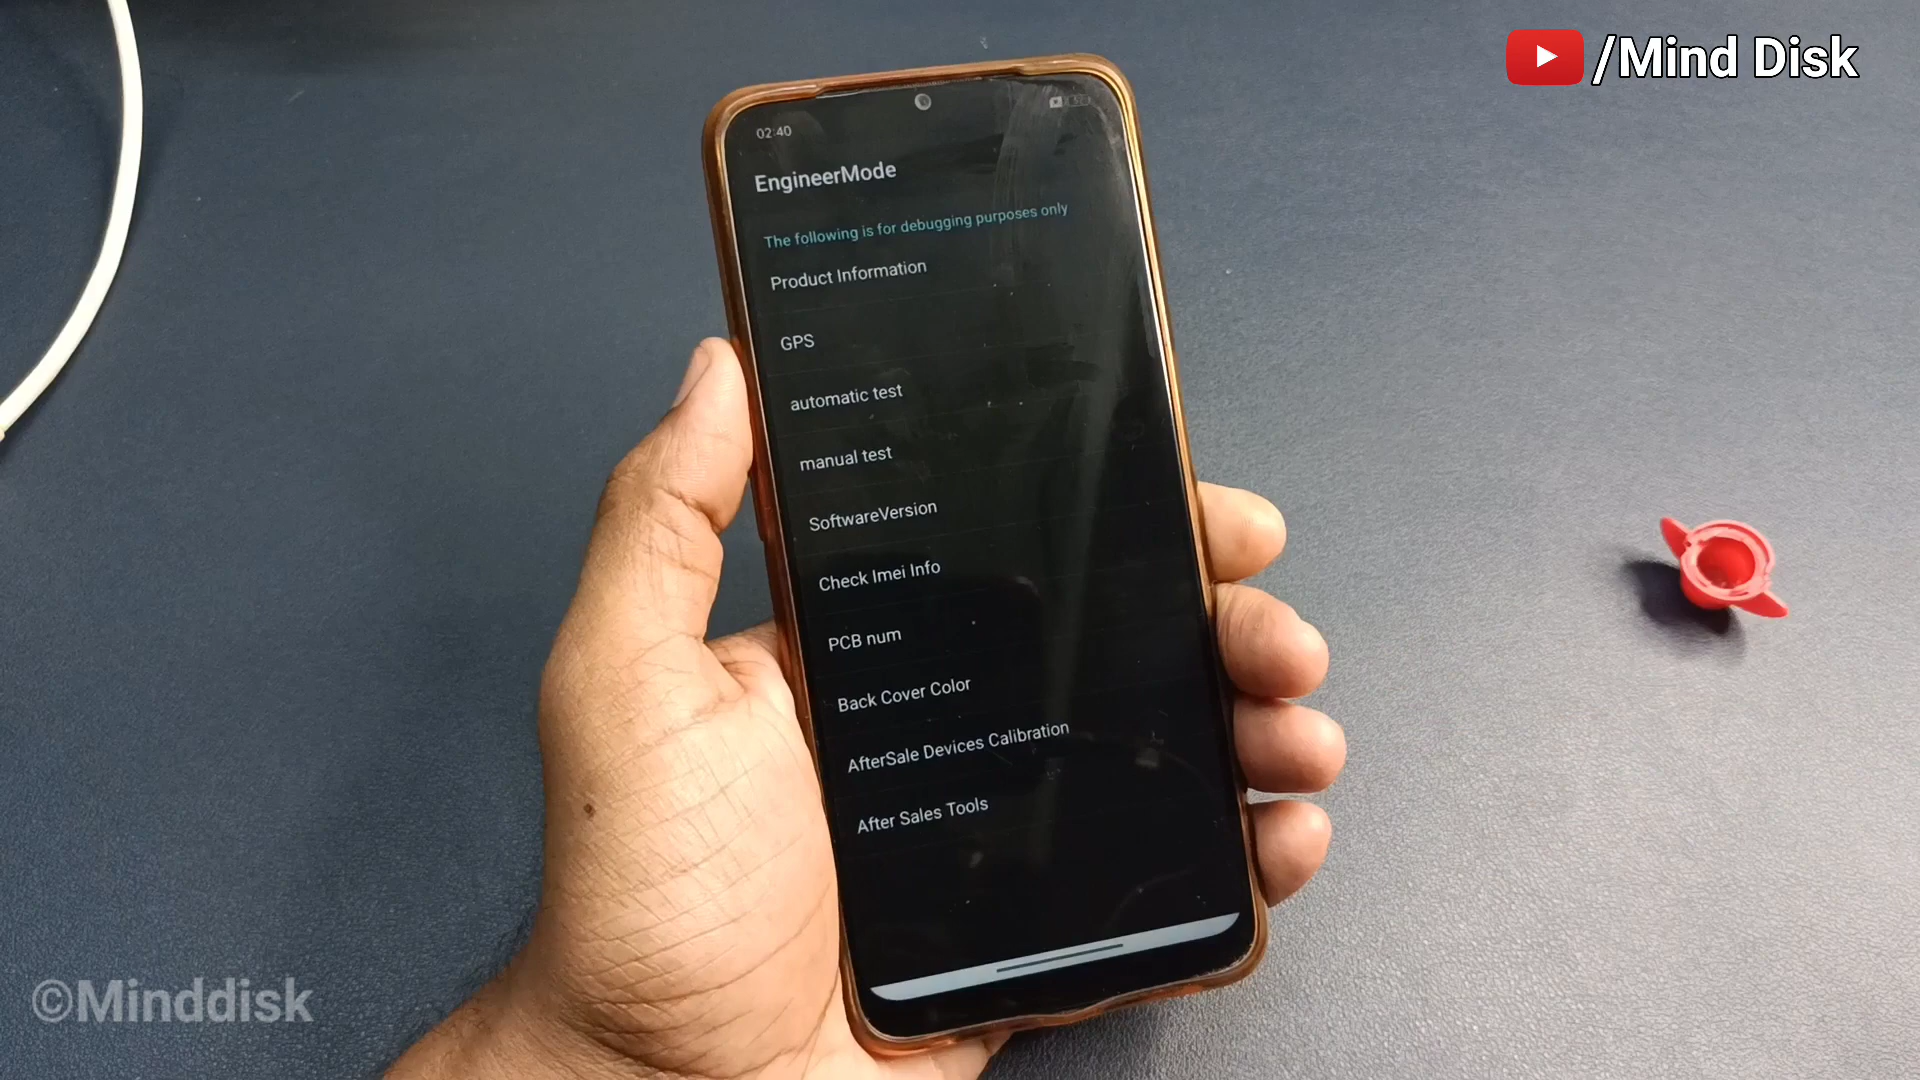 /Mind Disk
02:40
EngineerMode
The following is for debugging purposes only
Product Information
GPS
automatic test
manual test
SoftwareVersion
Check Imei Info
PCB num
Back Cover Color
AfterSale Devices Calibration
After Sales Tools
©Minddisk